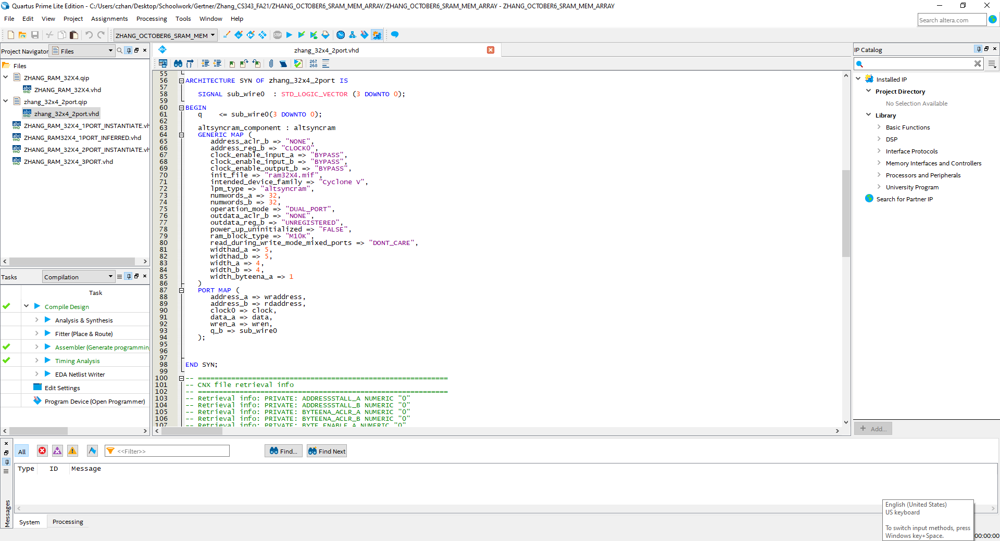 Quartus Prime Lite Edition - C:/Users/czhan/Desktop/Schoolwork/Gertner/Zhang_CS343_FA21/ZHANG_OCTOBER6_SRAM_MEM_ARRAY/ZHANG_OCTOBER6_SRAM_MEM_ARRAY - ZHANG_OCTOBER6_SRAM_MEM_ARRAY
File Edit View Project Assignments Processing Tools Window Help
Search altera.com
ZHANG_OCTOBER6_SRAM_MEM
STOP
Project Navigator Files
Files
ZHANG_RAM_32X4.qip
ZHANG_RAM_32X4.vhd
zhang_32x4_2port.qip
zhang_32x4_2port.vhd
ZHANG_RAM_32X4_1PORT_INSTANTIATE.vh
ZHANG_RAM32X4_1PORT_INFERRED.vhd
ZHANG_RAM_32X4_2PORT_INSTANTIATE.vh
ZHANG_RAM_32X4_3PORT.vhd
Tasks Compilation
Task
Compile Design
Analysis & Synthesis
Fitter (Place & Route)
Assembler (Generate programmin
Timing Analysis
EDA Netlist Writer
Edit Settings
Program Device (Open Programmer)
zhang_32x4_2port.vhd
267
268
55
56 ARCHITECTURE SYN OF zhang_32x4_2port IS
57
58 SIGNAL sub_wire0 : STD_LOGIC_VECTOR (3 DOWNTO 0);
59
60 BEGIN
61 q <= sub_wire0(3 DOWNTO 0);
62
63 altsyncram_component : altsyncram
64 GENERIC MAP (
65 address_aclr_b => "NONE",
66 address_reg_b => "CLOCK0",
67 clock_enable_input_a => "BYPASS",
68 clock_enable_input_b => "BYPASS",
69 clock_enable_output_b => "BYPASS",
70 init_file => "ram32X4.mif",
71 intended_device_family => "Cyclone V",
72 lpm_type => "altsyncram",
73 numwords_a => 32,
74 numwords_b => 32,
75 operation_mode => "DUAL_PORT",
76 outdata_aclr_b => "NONE",
77 outdata_reg_b => "UNREGISTERED",
78 power_up_uninitialized => "FALSE",
79 ram_block_type => "M10K",
80 read_during_write_mode_mixed_ports => "DONT_CARE",
81 widthad_a => 5,
82 widthad_b => 5,
83 width_a => 4,
84 width_b => 4,
85 width_byteena_a => 1
86 )
87 PORT MAP (
88 address_a => wraddress,
89 address_b => rdaddress,
90 clock0 => clock,
91 data_a => data,
92 wren_a => wren,
93 q_b => sub_wire0
94 );
95
96
97
98 END SYN;
99
100 -- ============================================================
101 -- CNX file retrieval info
102 -- ============================================================
103 -- Retrieval info: PRIVATE: ADDRESSSTALL_A NUMERIC "0"
104 -- Retrieval info: PRIVATE: ADDRESSSTALL_B NUMERIC "0"
105 -- Retrieval info: PRIVATE: BYTEENA_ACLR_A NUMERIC "0"
106 -- Retrieval info: PRIVATE: BYTEENA_ACLR_B NUMERIC "0"
107 -- Retrieval info: PRIVATE: BYTE_ENABLE_A NUMERIC "0"
IP Catalog
Installed IP
Project Directory
No Selection Available
Library
Basic Functions
DSP
Interface Protocols
Memory Interfaces and Controllers
Processors and Peripherals
University Program
Search for Partner IP
+ Add...
All
<<Filter>>
Find...
Find Next
Type ID Message
Messages
System Processing
English (United States)
US keyboard
To switch input methods, press
Windows key+Space.
00:00:00